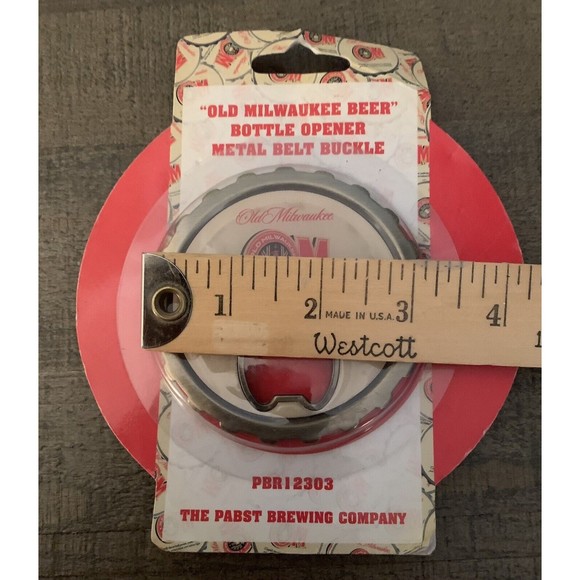 "OLD MILWAUKEE BEER"
BOTTLE OPENER
METAL BELT BUCKLE
Old Milwaukee
1 2 MADE IN U.S.A. 3 4
Westcott
PBR12303
THE PABST BREWING COMPANY